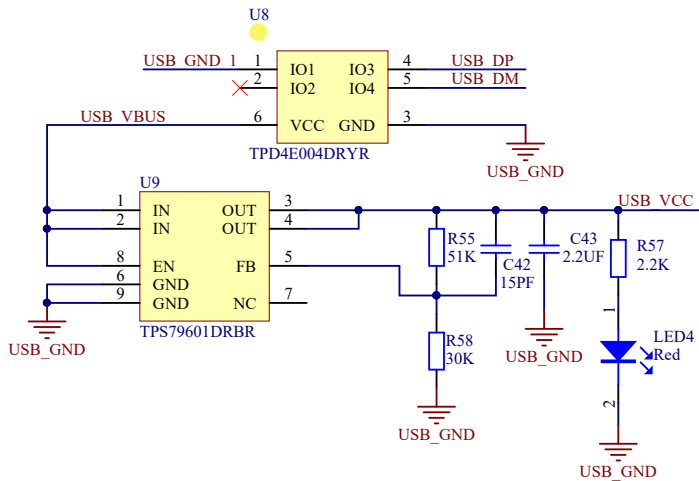 U8
USB_GND_1 1 IO1 IO3 4 USB_DP
2 IO2 IO4 5 USB_DM
USB_VBUS 6 VCC GND 3
TPD4E004DRYR
USB_GND
U9
1 IN OUT 3 USB_VCC
2 IN OUT 4
8 EN FB 5
6 GND
9 GND NC 7
TPS79601DRBR
USB_GND
R55
51K
C42
15PF
C43
2.2UF
R57
2.2K
R58
30K
USB_GND
USB_GND
1
LED4
Red
2
USB_GND